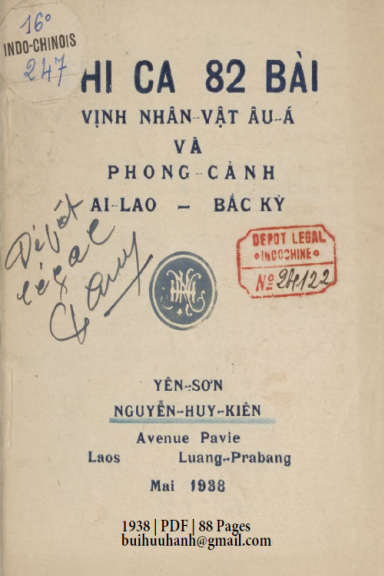 16°
INDO-CHINOIS
247
HI CA 82 BÀI
VỊNH NHÂN-VẬT ÂU-Á
VÀ
PHONG-CẢNH
AI-LAO — BẮC KỲ
Dépôt
légal
DEPOT LEGAL
INDOCHINE
Nº 24122
YÊN-SƠN
NGUYỄN-HUY-KIÊN
Avenue Pavie
Laos Luang-Prabang
Mai 1938
1938 | PDF | 88 Pages
buihuuhanh@gmail.com